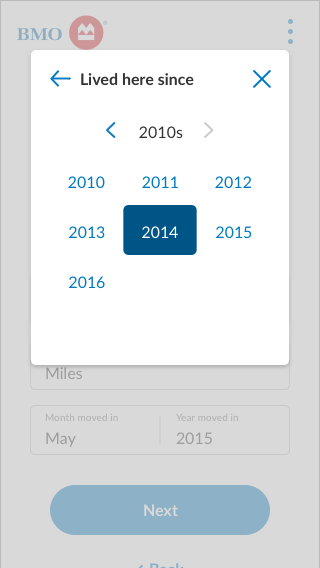 BMO
Lived here since
2010s
2010 2011 2012
2013 2014 2015
2016
Miles
Month moved in Year moved in
May 2015
Next
Back